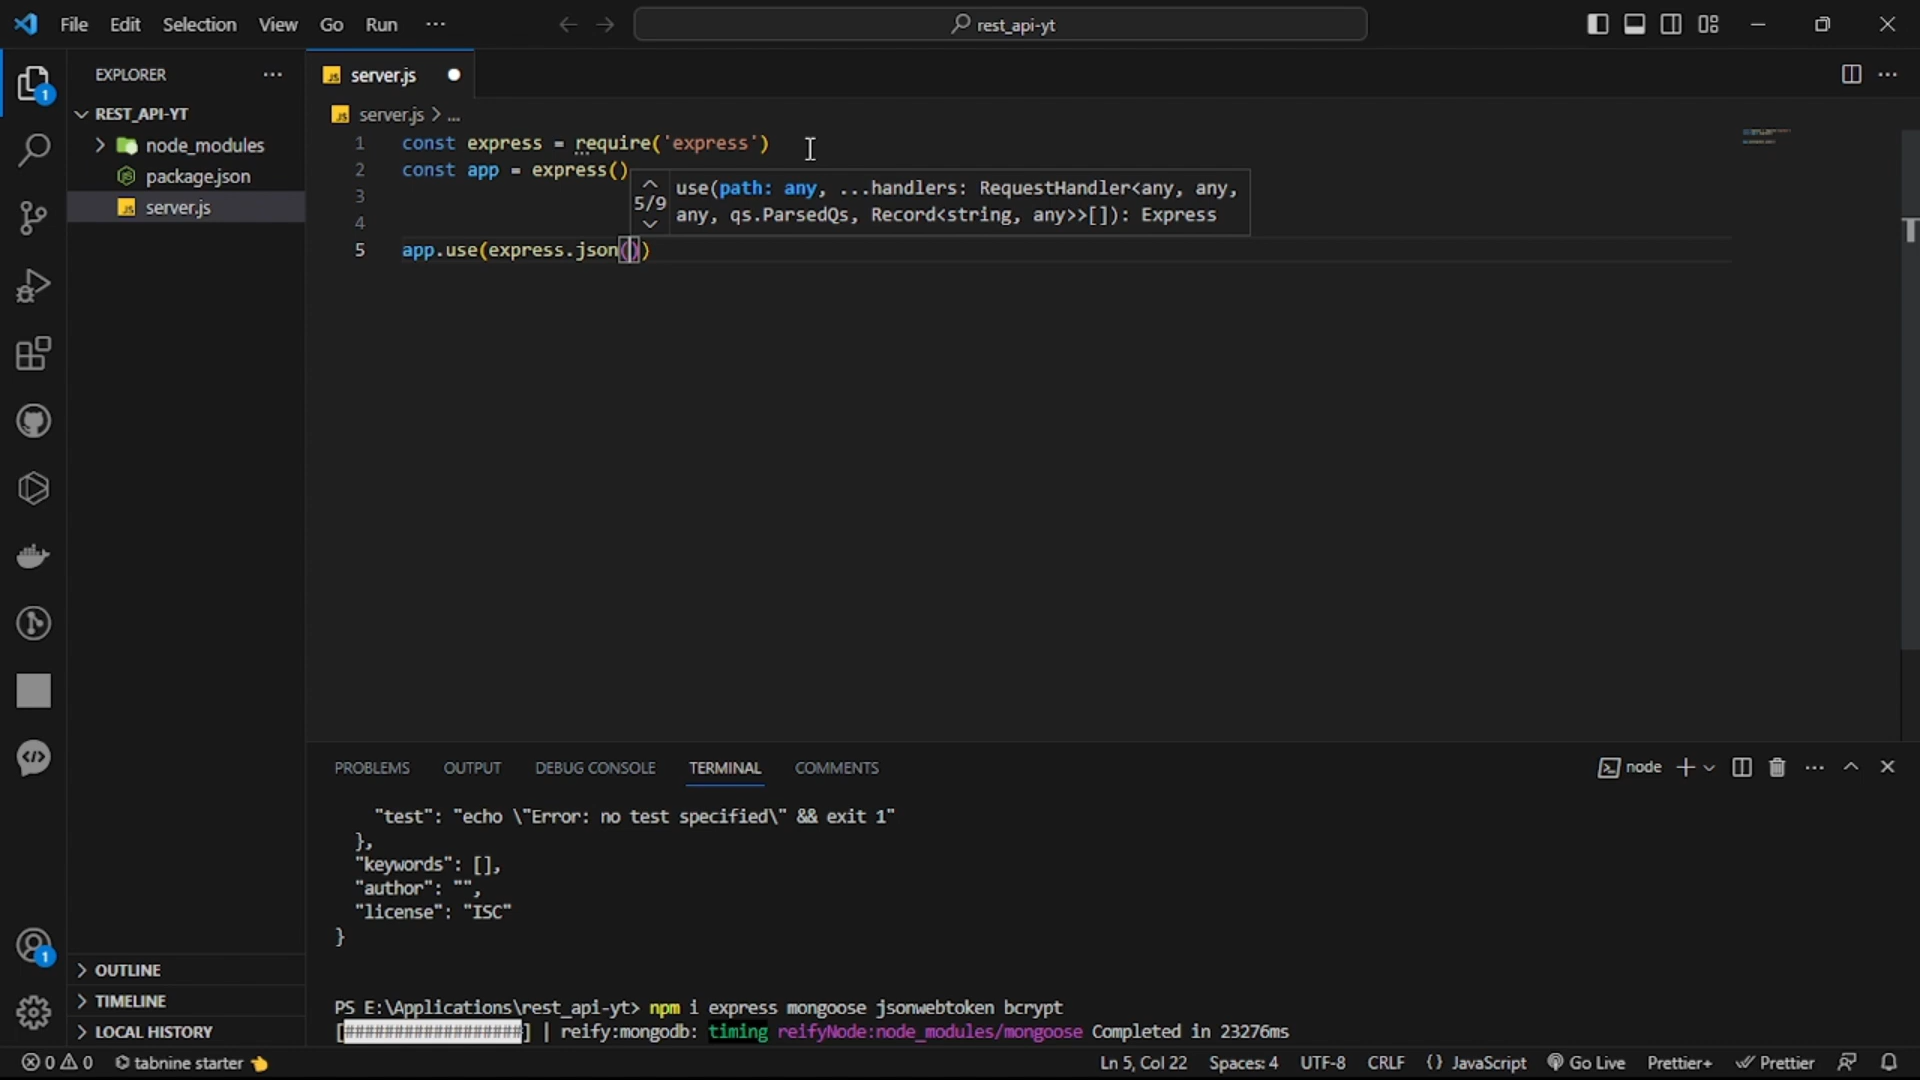 File Edit Selection View Go Run ...
rest_api-yt
EXPLORER
REST_API-YT
node_modules
package.json
server.js
OUTLINE
TIMELINE
LOCAL HISTORY
1
1
server.js
server.js > ...
1 const express = require('express')
2 const app = express()
3
4
5 app.use(express.json())
5/9
use(path: any, ...handlers: RequestHandler<any, any,
any, qs.ParsedQs, Record<string, any>>[]): Express
PROBLEMS OUTPUT DEBUG CONSOLE TERMINAL COMMENTS
node
"test": "echo \"Error: no test specified\" && exit 1"
},
"keywords": [],
"author": "",
"license": "ISC"
}
PS E:\Applications\rest_api-yt> npm i express mongoose jsonwebtoken bcrypt
[##################] | reify:mongodb: timing reifyNode:node_modules/mongoose Completed in 23276ms
0 0 tabnine starter Ln 5, Col 22 Spaces: 4 UTF-8 CRLF {} JavaScript Go Live Prettier+ Prettier